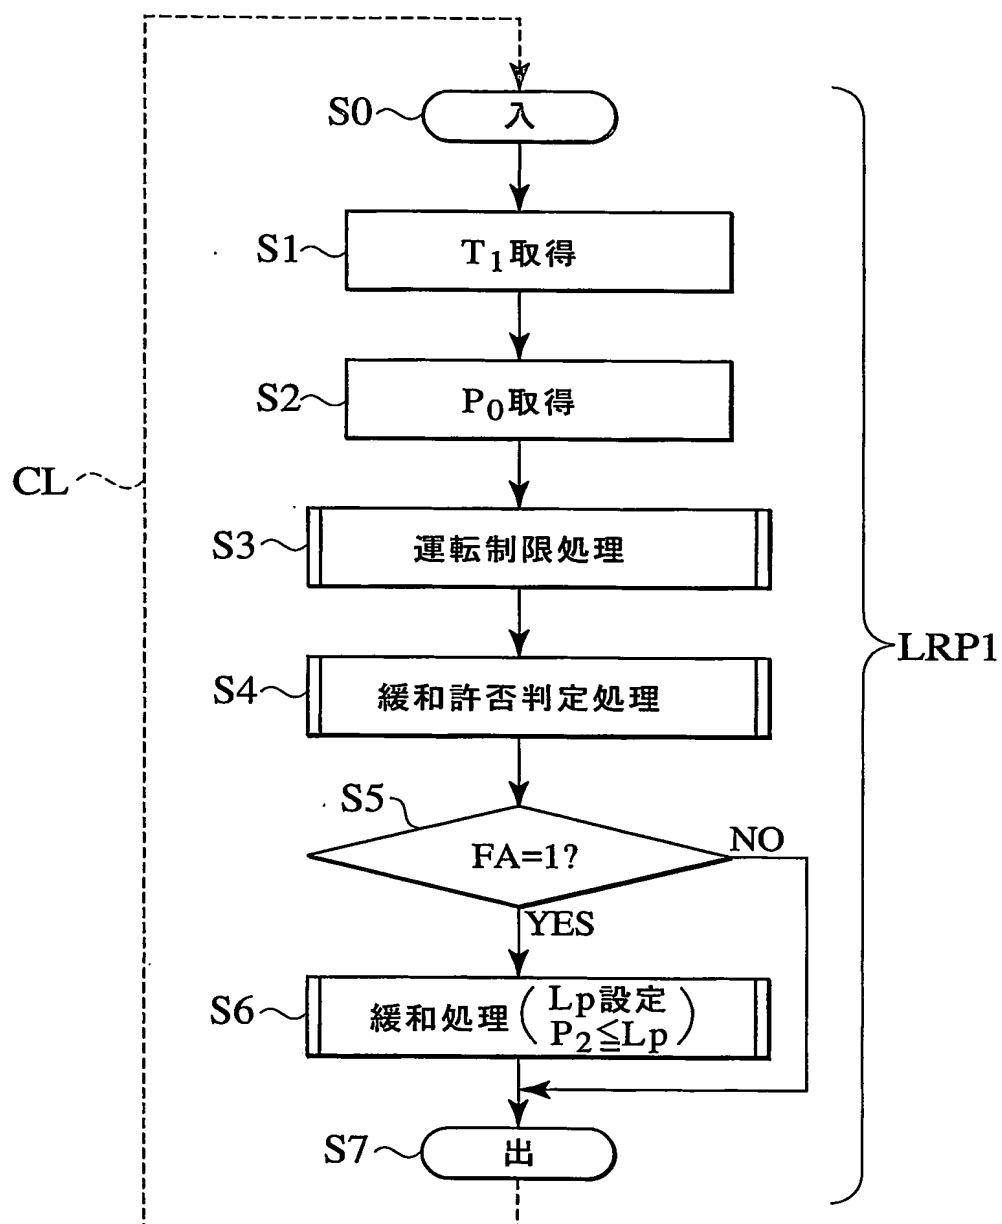 S0 入
S1 T₁取得
S2 P₀取得
CL
S3 運転制限処理
LRP1
S4 緩和許否判定処理
S5 FA=1?
NO
YES
S6 緩和処理(Lp設定
P₂≦Lp)
S7 出